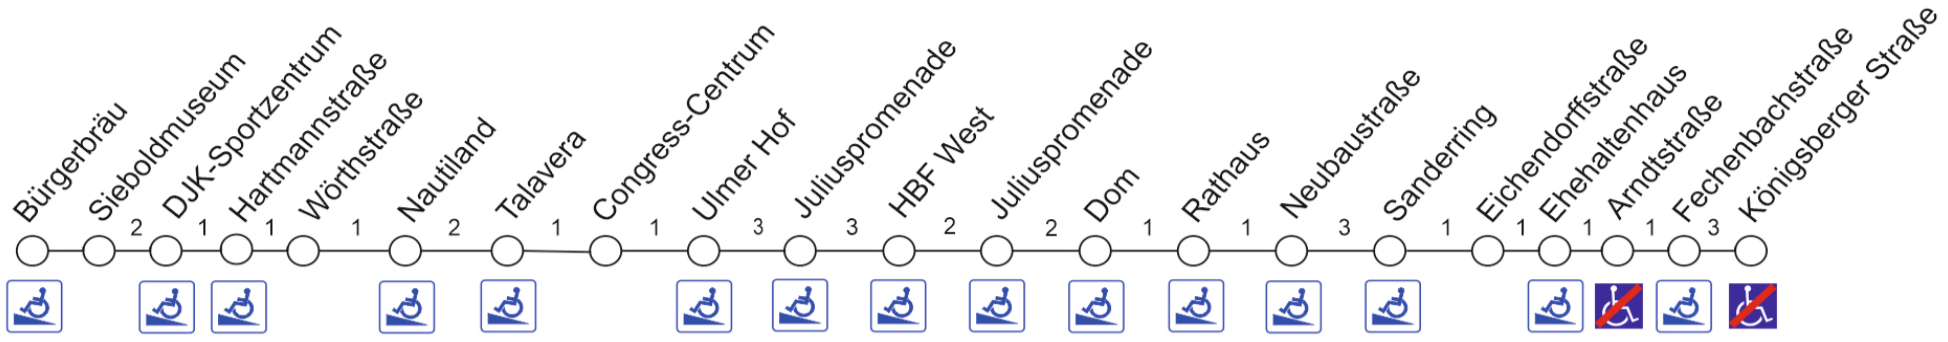 Bürgerbräu
Sieboldmuseum
DJK-Sportzentrum
Hartmannstraße
Wörthstraße
Nautiland
Talavera
Congress-Centrum
Ulmer Hof
Juliuspromenade
HBF West
Juliuspromenade
Dom
Rathaus
Neubaustraße
Sanderring
Eichendorffstraße
Ehehaltenhaus
Arndtstraße
Fechenbachstraße
Königsberger Straße
2 1 1 1 2 1 1 3 3 2 2 1 1 3 1 1 1 1 3